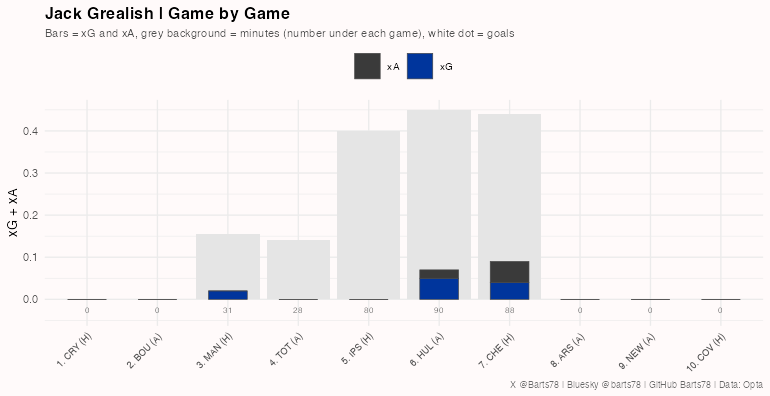 Jack Grealish | Game by Game
Bars = xG and xA, grey background = minutes (number under each game), white dot = goals
xA xG
xG + xA
0.4
0.3
0.2
0.1
0.0
0 0 31 28 80 90 88 0 0 0
1. CRY (H) 2. BOU (A) 3. MAN (H) 4. TOT (A) 5. IPS (H) 6. HUL (A) 7. CHE (H) 8. ARS (A) 9. NEW (A) 10. COV (H)
X @Barts78 | Bluesky @barts78 | GitHub Barts78 | Data: Opta